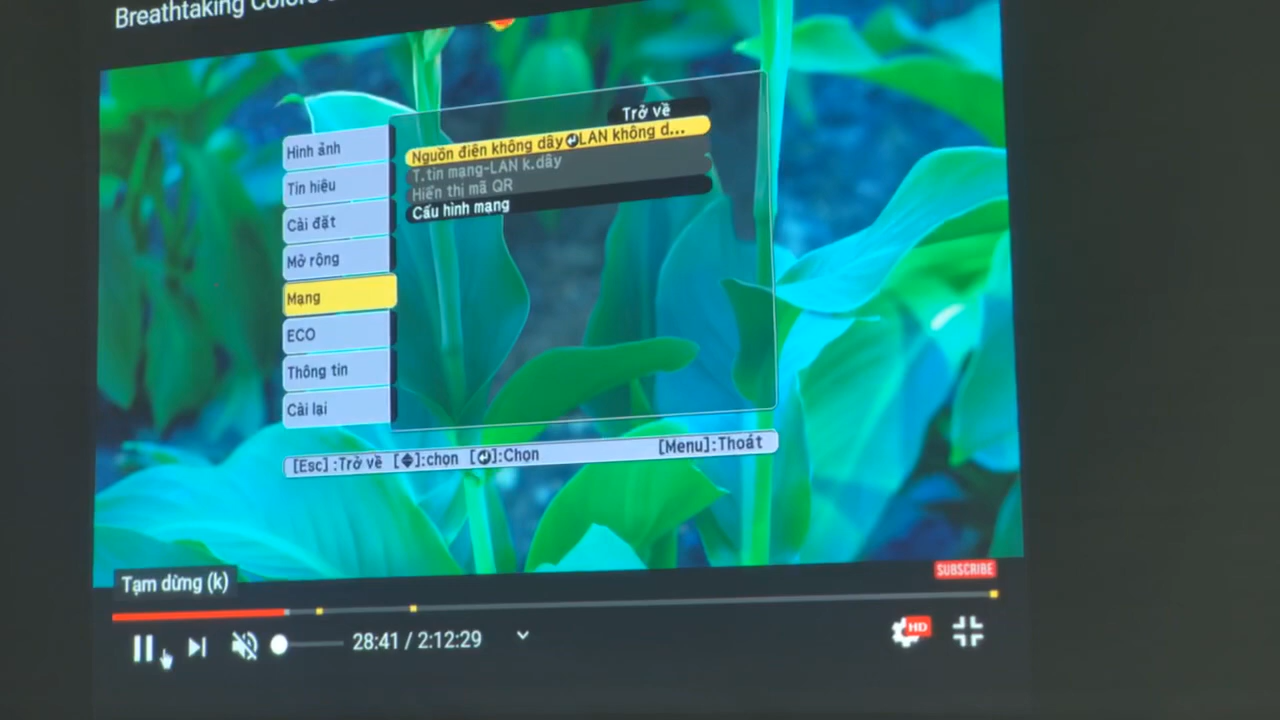 Breathtaking Colors
Trở về
Nguồn điện không dây LAN không d...
T.tin mạng-LAN k.dây
Hiển thị mã QR
Cấu hình mạng
Hình ảnh
Tín hiệu
Cài đặt
Mở rộng
Mạng
ECO
Thông tin
Cài lại
[Esc] :Trở về [ ]:chọn [ ]:Chọn [Menu]:Thoát
SUBSCRIBE
Tạm dừng (k)
28:41 / 2:12:29
HD